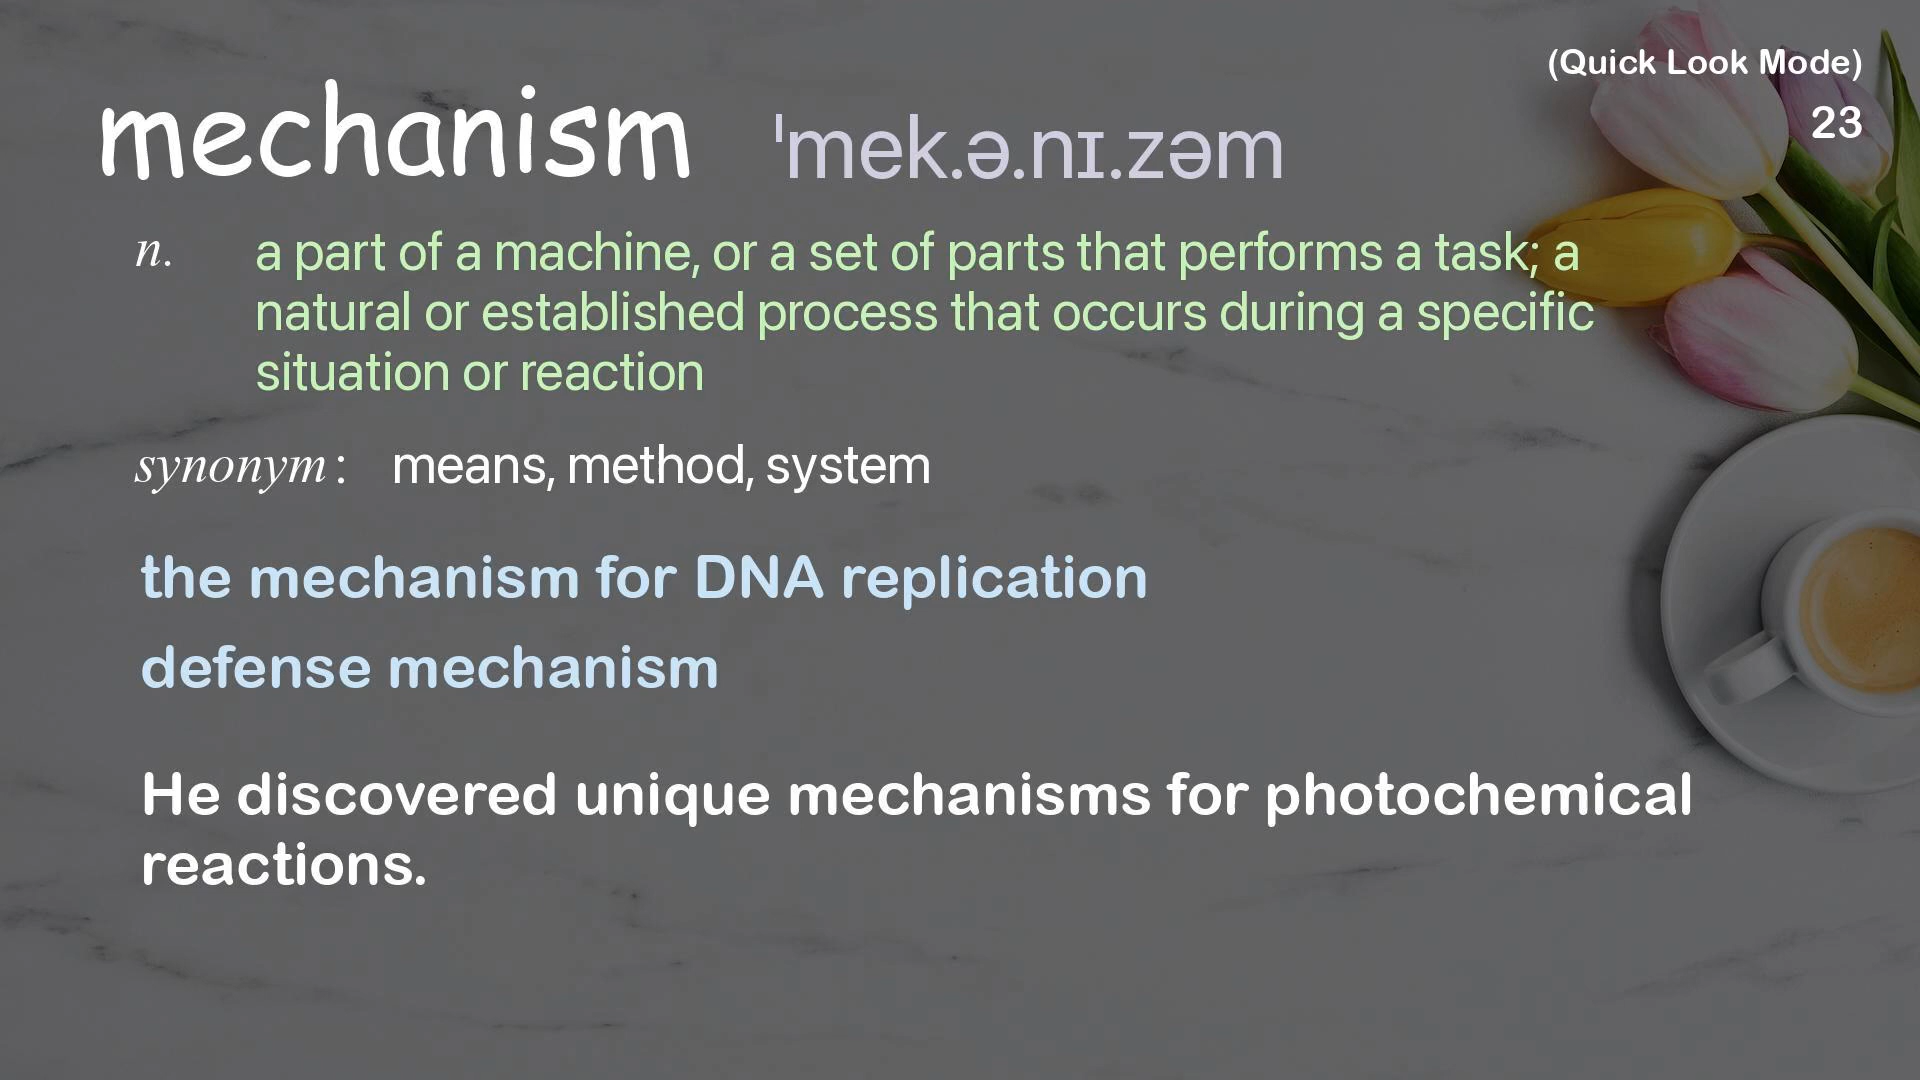 (Quick Look Mode)
23
mechanism ˈmek.ə.nɪ.zəm
n. a part of a machine, or a set of parts that performs a task; a
natural or established process that occurs during a specific
situation or reaction
synonym : means, method, system
the mechanism for DNA replication
defense mechanism
He discovered unique mechanisms for photochemical
reactions.